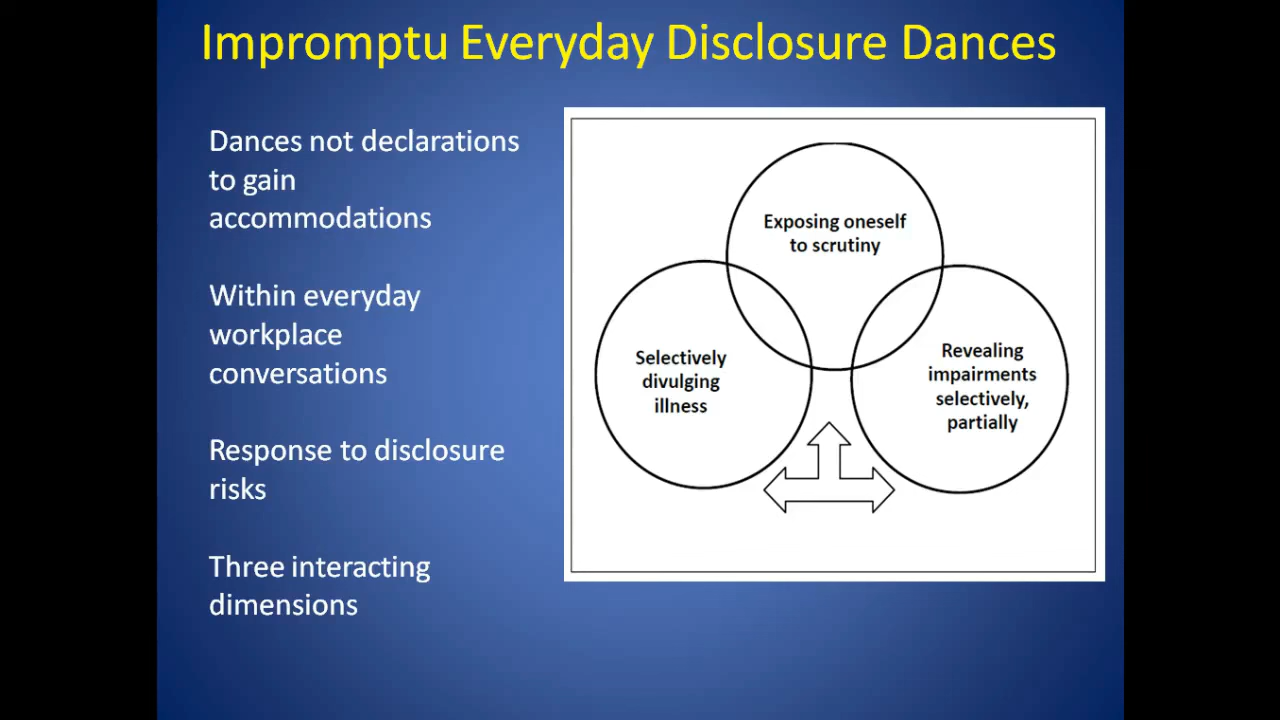 Impromptu Everyday Disclosure Dances
Dances not declarations
to gain
accommodations
Within everyday
workplace
conversations
Response to disclosure
risks
Three interacting
dimensions
Exposing oneself
to scrutiny
Selectively
divulging
illness
Revealing
impairments
selectively,
partially